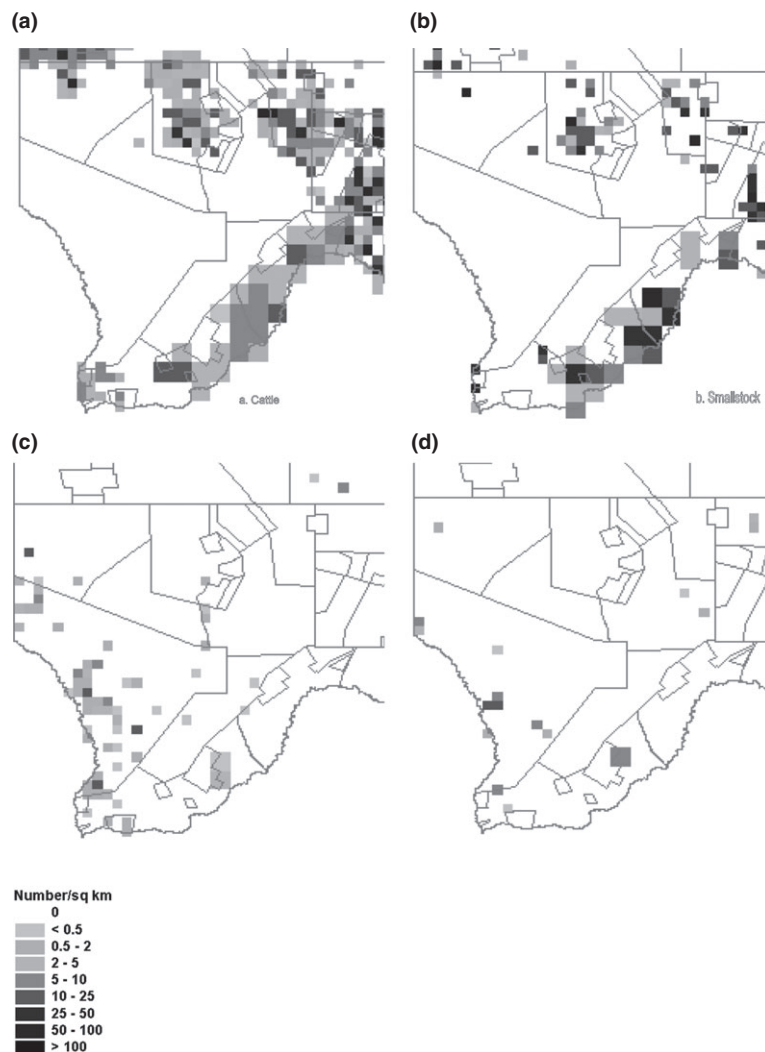 (a)
(b)
a. Cattle
b. Smallstock
(c)
(d)
Number/sq km
0
< 0.5
0.5 - 2
2 - 5
5 - 10
10 - 25
25 - 50
50 - 100
> 100